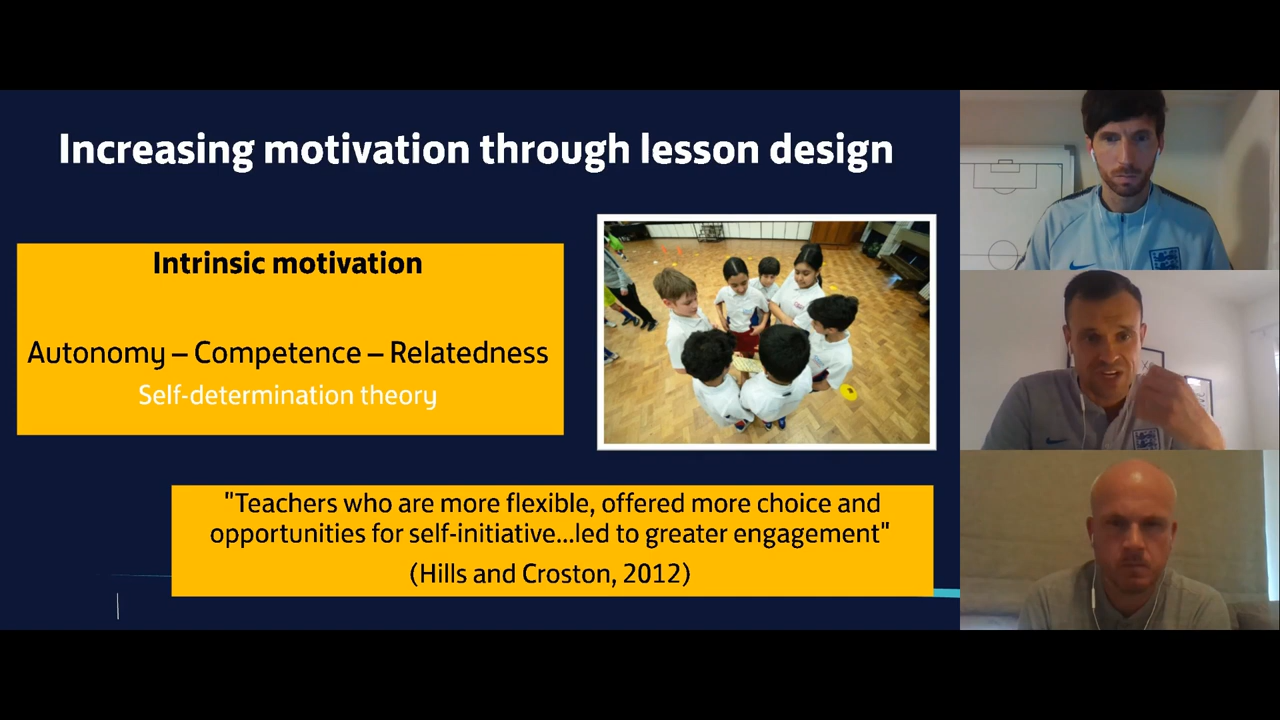 Increasing motivation through lesson design
Intrinsic motivation
Autonomy – Competence – Relatedness
Self-determination theory
"Teachers who are more flexible, offered more choice and
opportunities for self-initiative...led to greater engagement"
(Hills and Croston, 2012)